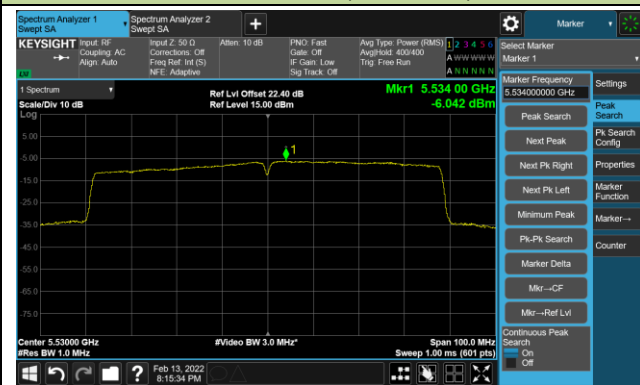 Spectrum Analyzer 1
Swept SA
Spectrum Analyzer 2
Swept SA
Marker
KEYSIGHT
Input: RF
Coupling: AC
Align: Auto
Input Z: 50 Ω
Corrections: Off
Freq Ref: Int (S)
NFE: Adaptive
Atten: 10 dB
PNO: Fast
Gate: Off
IF Gain: Low
Sig Track: Off
Avg Type: Power (RMS)
Avg|Hold: 400/400
Trig: Free Run
1 2 3 4 5 6
A W W W W W
A N N N N N
Select Marker
Marker 1
1 Spectrum
Scale/Div 10 dB
Log
Ref Lvl Offset 22.40 dB
Ref Level 15.00 dBm
Mkr1 5.534 00 GHz
-6.042 dBm
5.00
-5.00
-15.0
-25.0
-35.0
-45.0
-55.0
-65.0
-75.0
1
Center 5.53000 GHz
#Res BW 1.0 MHz
#Video BW 3.0 MHz*
Span 100.0 MHz
Sweep 1.00 ms (601 pts)
Marker Frequency
5.534000000 GHz
Peak Search
Next Peak
Next Pk Right
Next Pk Left
Minimum Peak
Pk-Pk Search
Marker Delta
Mkr→CF
Mkr→Ref Lvl
Continuous Peak
Search
On
Off
Settings
Peak
Search
Pk Search
Config
Properties
Marker
Function
Marker→
Counter
Feb 13, 2022
8:15:34 PM